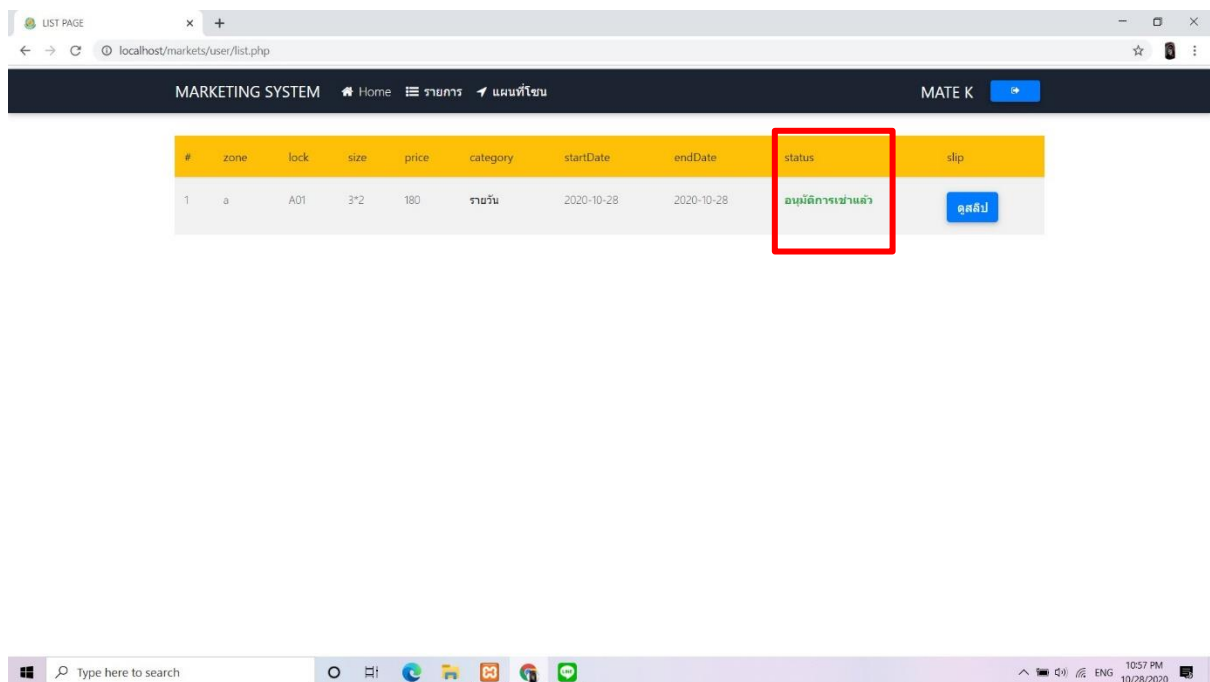 LIST PAGE
localhost/markets/user/list.php
MARKETING SYSTEM Home รายการ แผนที่โซน MATE K
# zone lock size price category startDate endDate status slip
1 a A01 3*2 180 รายวัน 2020-10-28 2020-10-28 อนุมัติการเช่าแล้ว ดูสลิป
Type here to search ENG 10:57 PM
10/28/2020